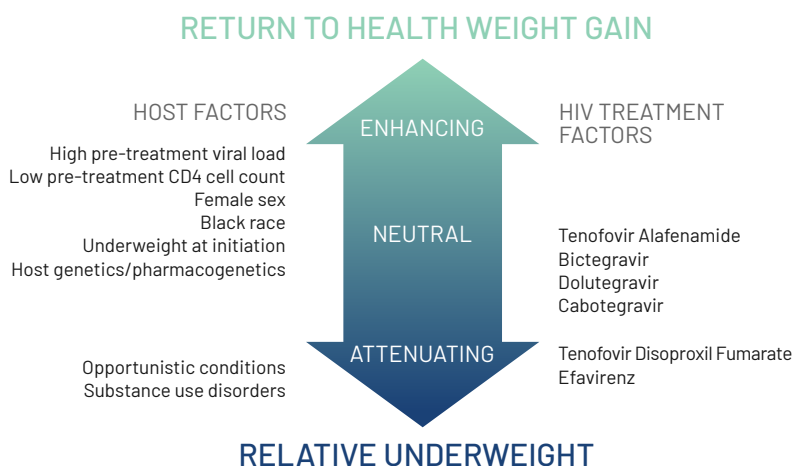 RETURN TO HEALTH WEIGHT GAIN
HOST FACTORS
High pre-treatment viral load
Low pre-treatment CD4 cell count
Female sex
Black race
Underweight at initiation
Host genetics/pharmacogenetics
Opportunistic conditions
Substance use disorders
ENHANCING
NEUTRAL
ATTENUATING
HIV TREATMENT
FACTORS
Tenofovir Alafenamide
Bictegravir
Dolutegravir
Cabotegravir
Tenofovir Disoproxil Fumarate
Efavirenz
RELATIVE UNDERWEIGHT